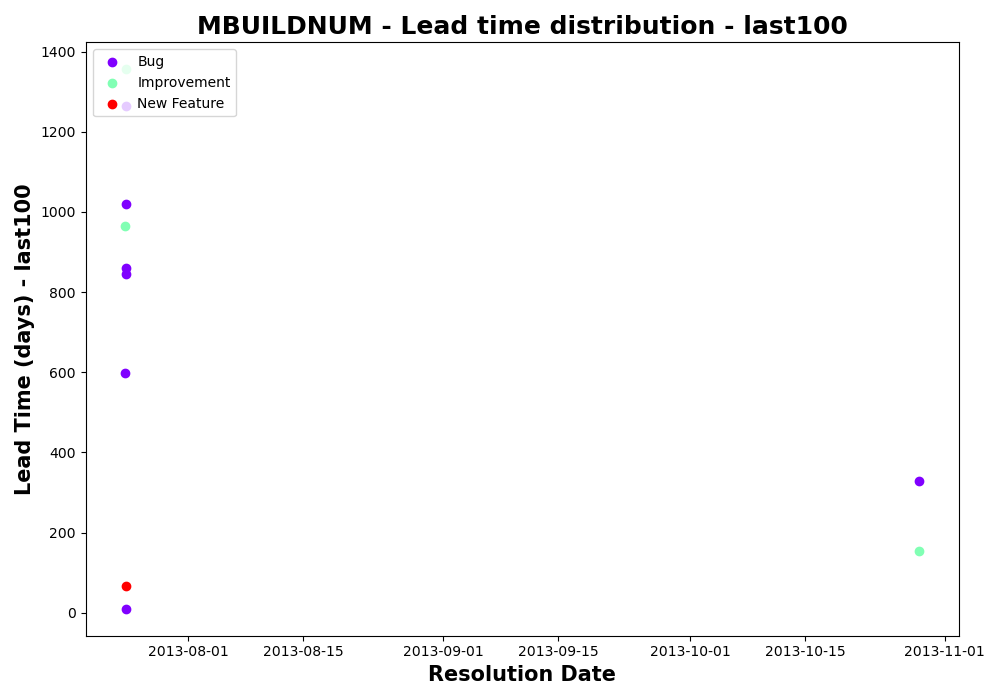 MBUILDNUM - Lead time distribution - last100
Bug
Improvement
New Feature
1400
1200
1000
800
600
400
200
0
Lead Time (days) - last100
2013-08-01
2013-08-15
2013-09-01
2013-09-15
2013-10-01
2013-10-15
2013-11-01
Resolution Date